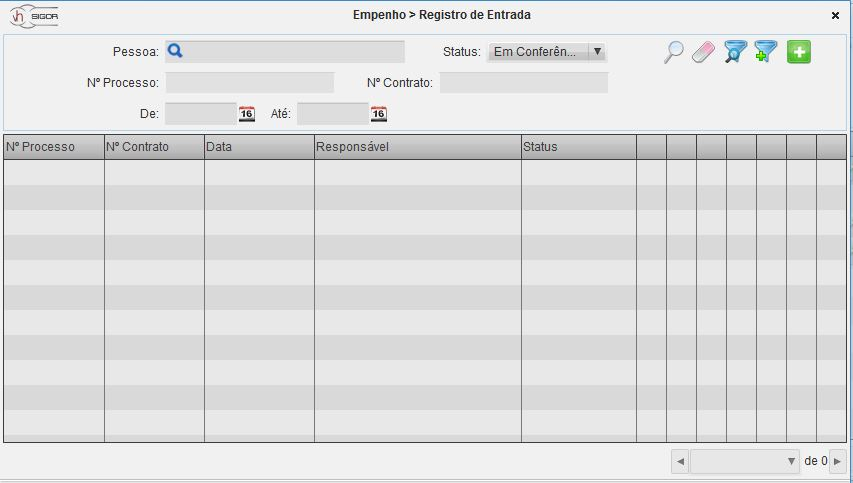 vh SIGOR Empenho > Registro de Entrada
Pessoa: Status: Em Conferên...
Nº Processo: Nº Contrato:
De: 16 Até: 16
Nº Processo Nº Contrato Data Responsável Status
de 0